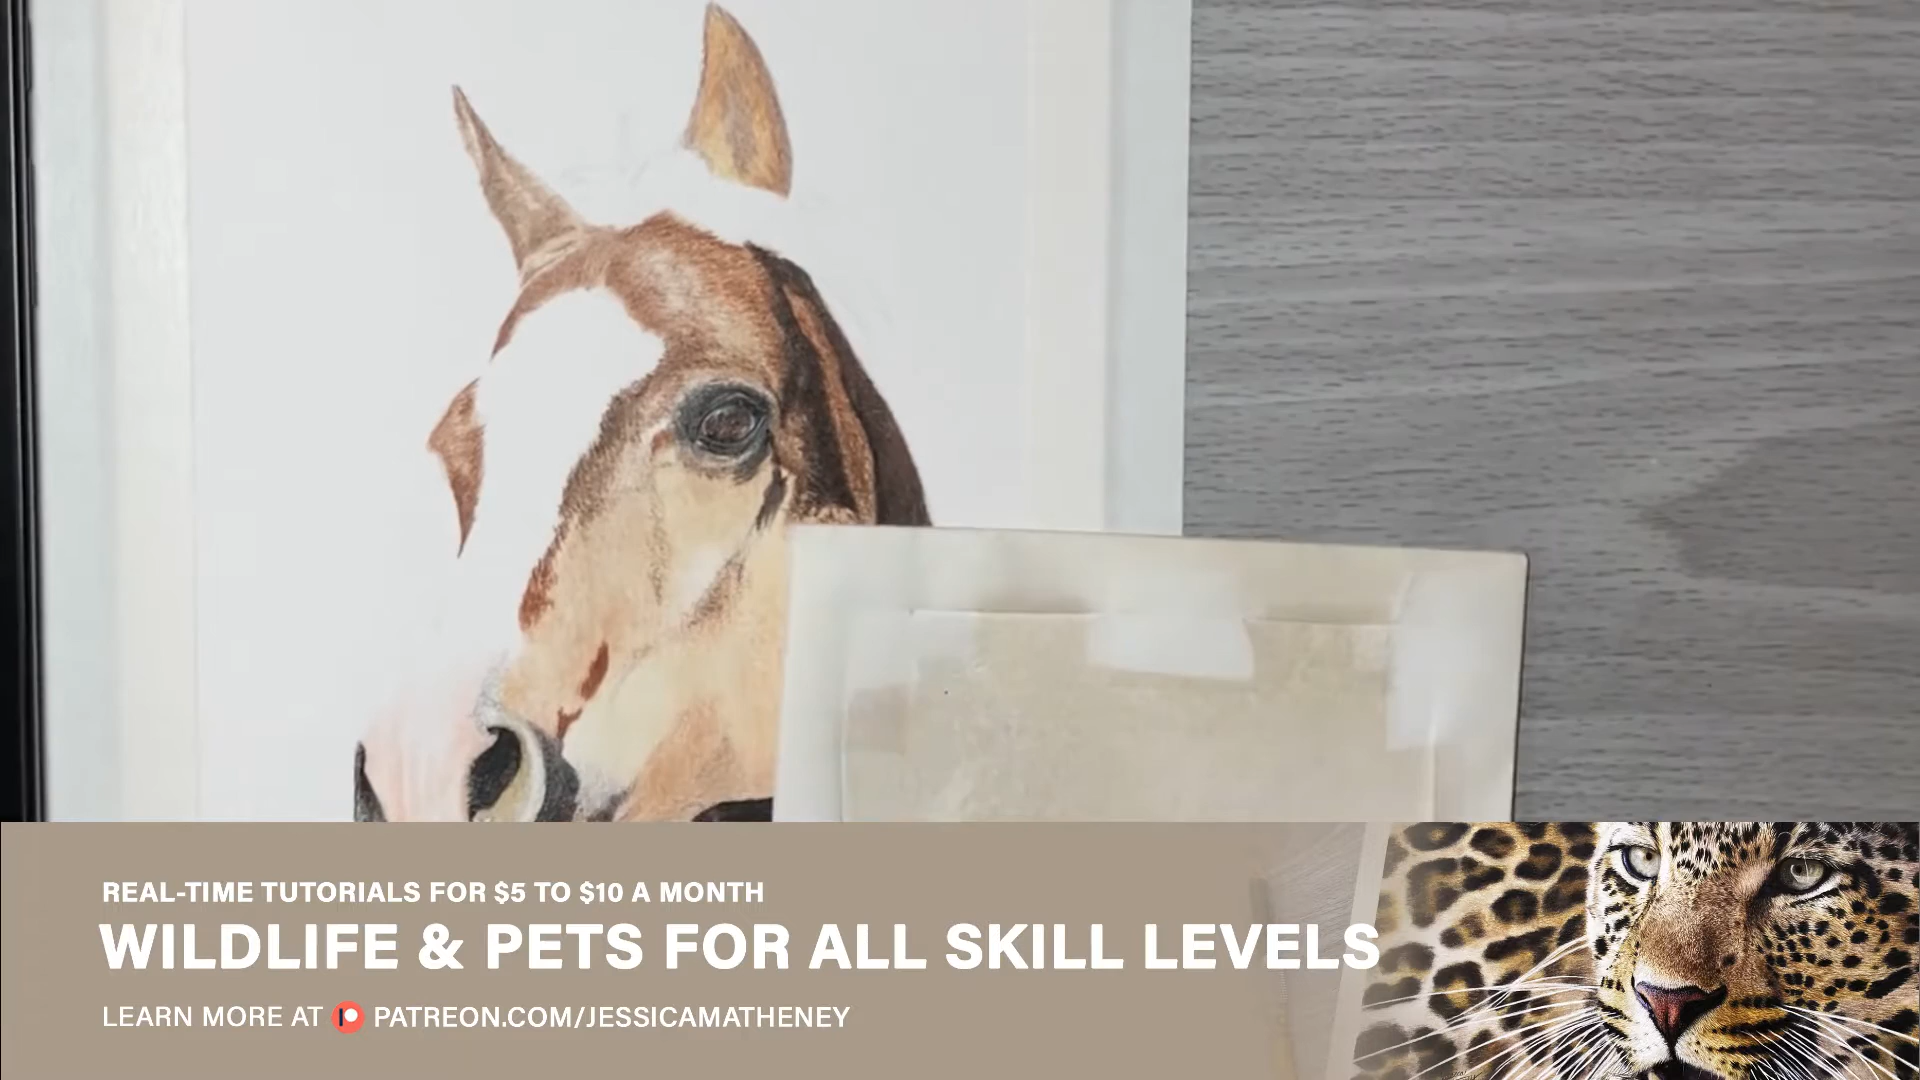 REAL-TIME TUTORIALS FOR $5 TO $10 A MONTH
WILDLIFE & PETS FOR ALL SKILL LEVELS
LEARN MORE AT PATREON.COM/JESSICAMATHENEY